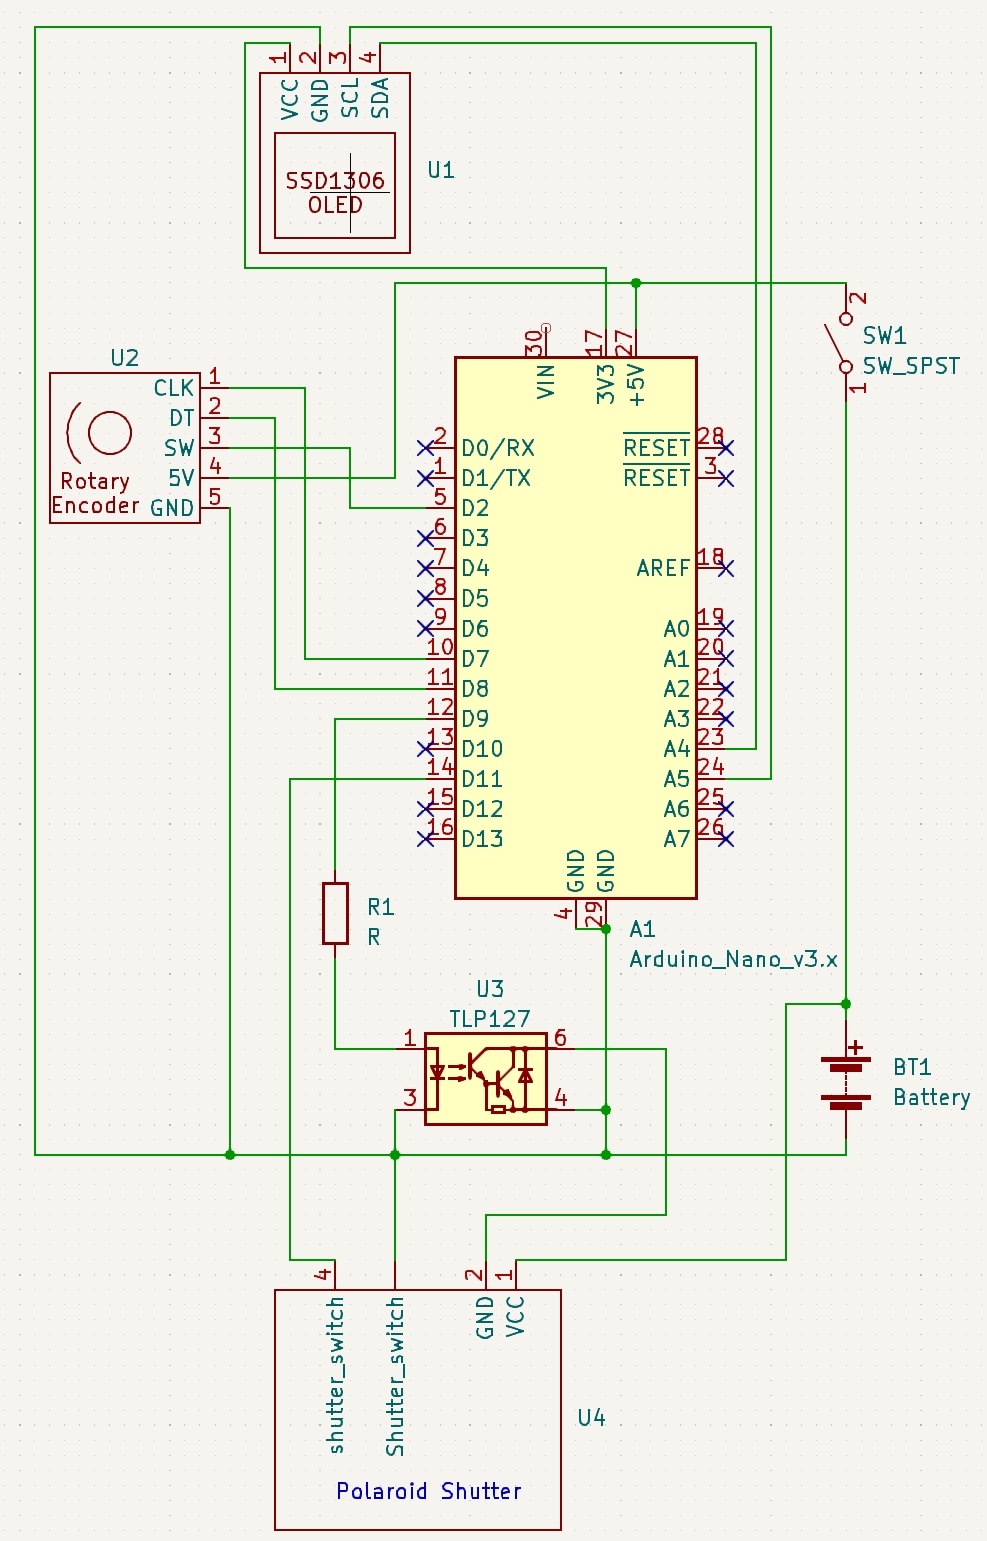 1
2
3
4
VCC
GND
SCL
SDA
SSD1306
OLED
U1
2
SW1
SW_SPST
1
30
17
27
VIN
3V3
+5V
U2
CLK 1
DT 2
SW 3
5V 4
GND 5
Rotary
Encoder
2 D0/RX
1 D1/TX
5 D2
6 D3
7 D4
8 D5
9 D6
10 D7
11 D8
12 D9
13 D10
14 D11
15 D12
16 D13
RESET 28
RESET 3
AREF 18
A0 19
A1 20
A2 21
A3 22
A4 23
A5 24
A6 25
A7 26
GND
GND
4
29
A1
Arduino_Nano_v3.x
R1
R
U3
TLP127
1
3
6
4
+
BT1
Battery
4
2
1
shutter_switch
Shutter_switch
GND
VCC
U4
Polaroid Shutter